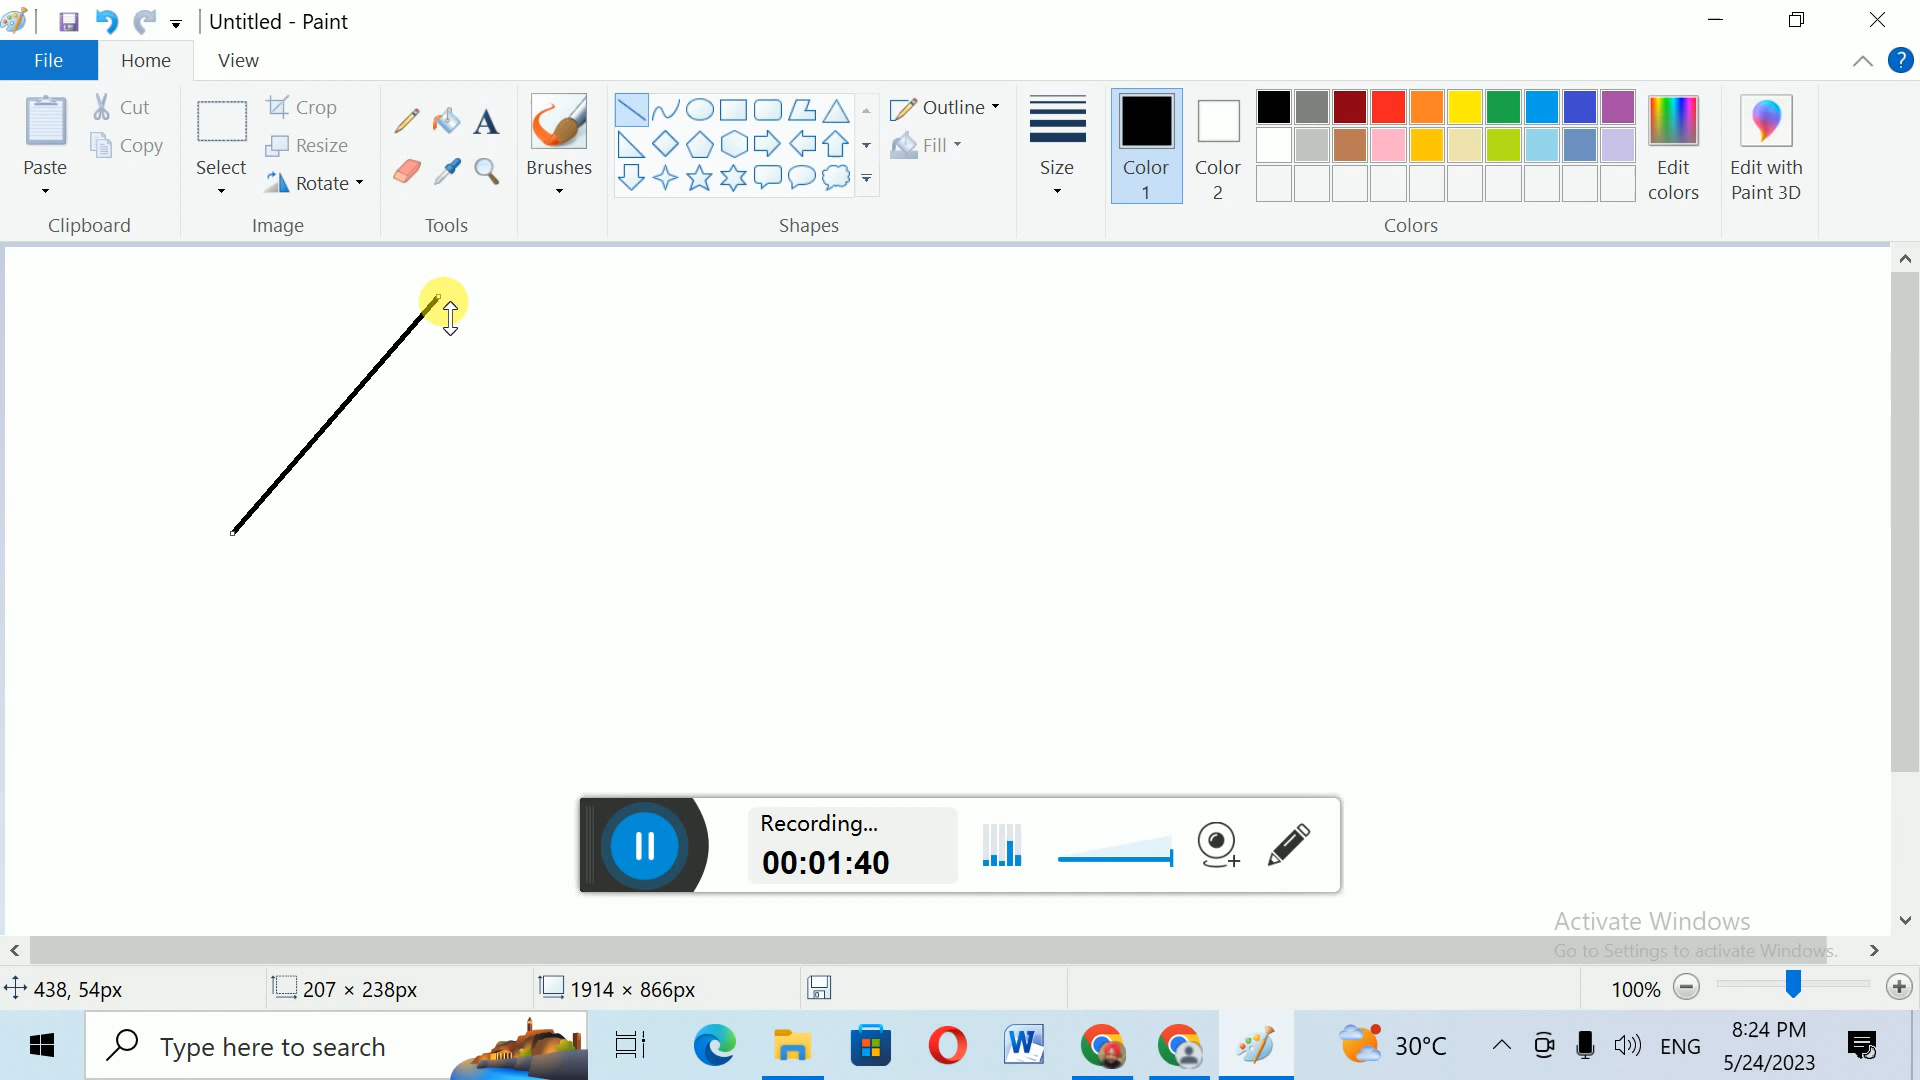 Untitled - Paint
File Home View ?
Paste
Cut
Copy
Clipboard
Select
Crop
Resize
Rotate
Image
A
Tools
Brushes
Shapes
Outline
Fill
Size
Color
1
Color
2
Colors
Edit
colors
Edit with
Paint 3D
Recording...
00:01:40
Activate Windows
Go to Settings to activate Windows.
438, 54px
207 × 238px
1914 × 866px
100%
Type here to search
W
30°C
ENG
8:24 PM
5/24/2023